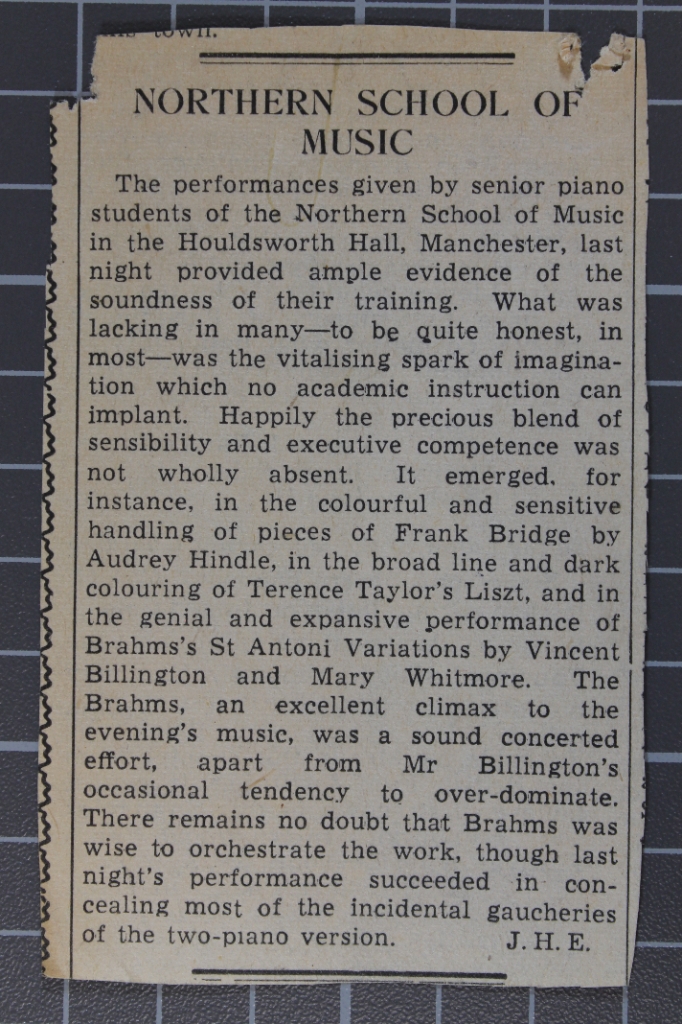 town.
NORTHERN SCHOOL OF
MUSIC
The performances given by senior piano
students of the Northern School of Music
in the Houldsworth Hall, Manchester, last
night provided ample evidence of the
soundness of their training. What was
lacking in many—to be quite honest, in
most—was the vitalising spark of imagina-
tion which no academic instruction can
implant. Happily the precious blend of
sensibility and executive competence was
not wholly absent. It emerged, for
instance, in the colourful and sensitive
handling of pieces of Frank Bridge by
Audrey Hindle, in the broad line and dark
colouring of Terence Taylor's Liszt, and in
the genial and expansive performance of
Brahms's St Antoni Variations by Vincent
Billington and Mary Whitmore. The
Brahms, an excellent climax to the
evening's music, was a sound concerted
effort, apart from Mr Billington's
occasional tendency to over-dominate.
There remains no doubt that Brahms was
wise to orchestrate the work, though last
night's performance succeeded in con-
cealing most of the incidental gaucheries
of the two-piano version. J. H. E.